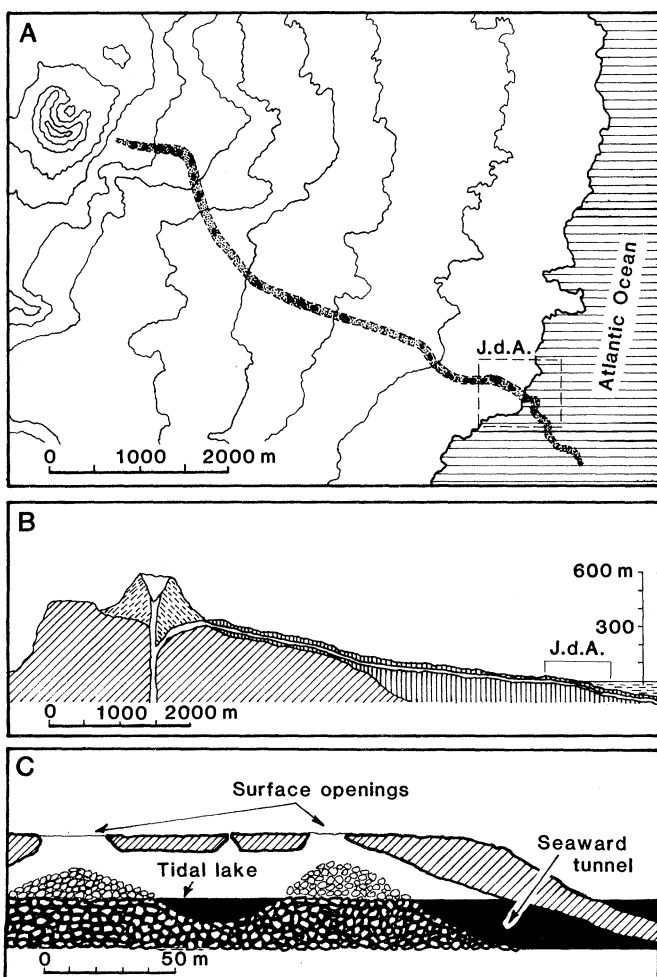 A
J.d.A.
Atlantic Ocean
0 1000 2000 m
B
600 m
300
J.d.A.
0 1000 2000 m
C
Surface openings
Seaward
tunnel
Tidal lake
0 50 m